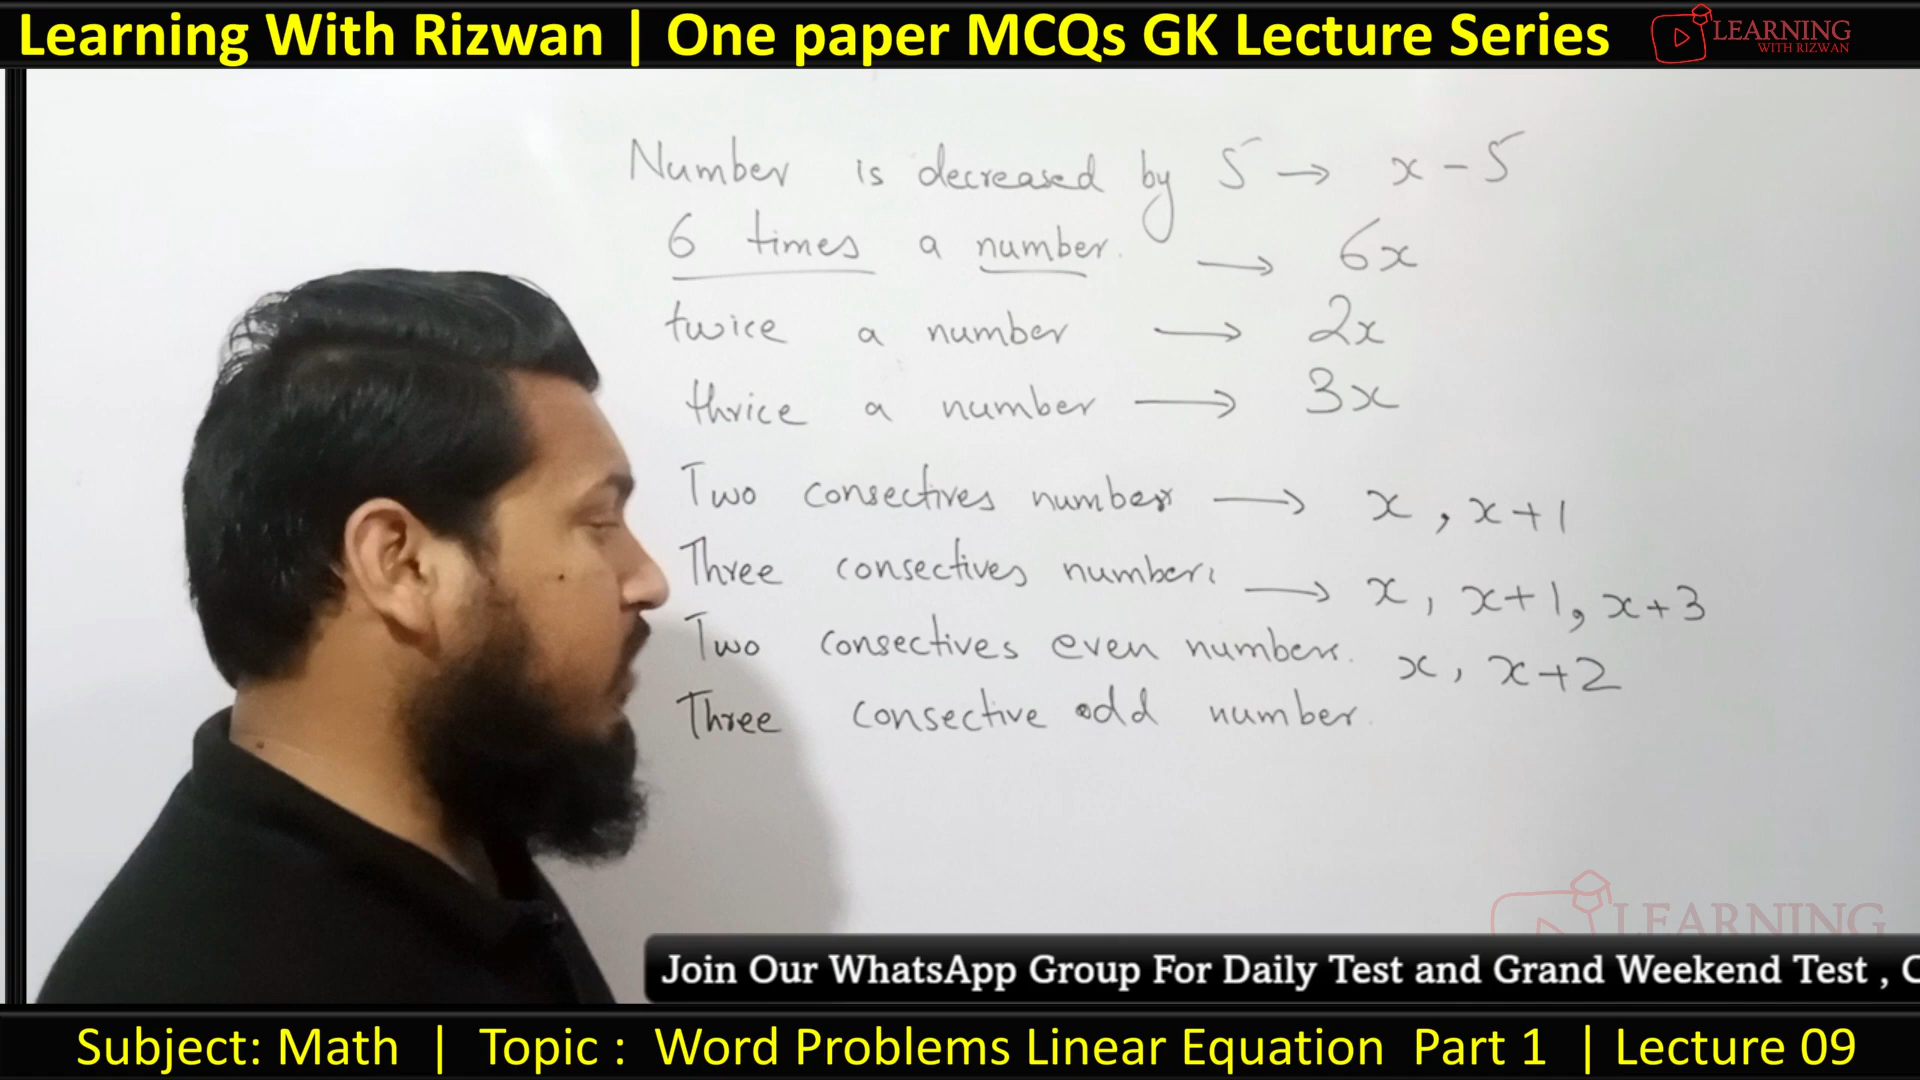 Learning With Rizwan | One paper MCQs GK Lecture Series
LEARNING
WITH RIZWAN
Number is decreased by 5 → x - 5
6 times a number. → 6x
twice a number → 2x
thrice a number → 3x
Two consectives numbers → x, x+1
Three consectives numbers → x, x+1, x+3
Two consectives even numbers. x, x+2
Three consective odd number.
LEARNING
Join Our WhatsApp Group For Daily Test and Grand Weekend Test , C
Subject: Math | Topic : Word Problems Linear Equation Part 1 | Lecture 09